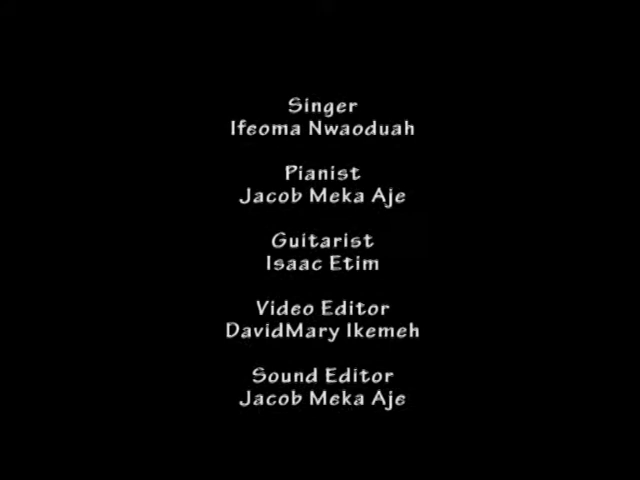 Singer
Ifeoma Nwaoduah
Pianist
Jacob Meka Aje
Guitarist
Isaac Etim
Video Editor
DavidMary Ikemeh
Sound Editor
Jacob Meka Aje